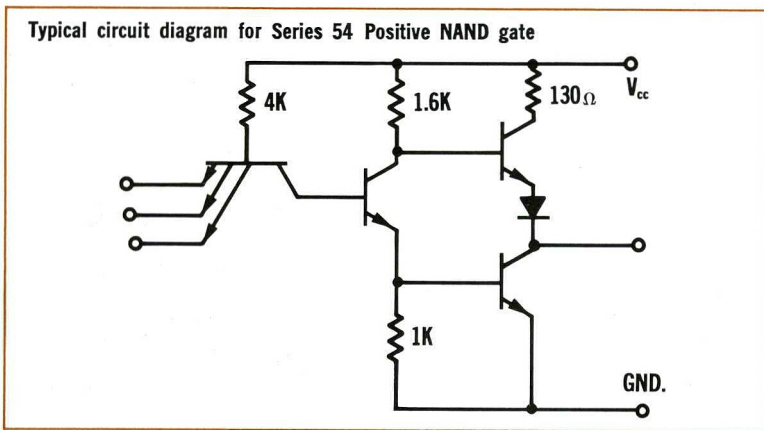 Typical circuit diagram for Series 54 Positive NAND gate
4K
1.6K
130Ω
Vcc
1K
GND.